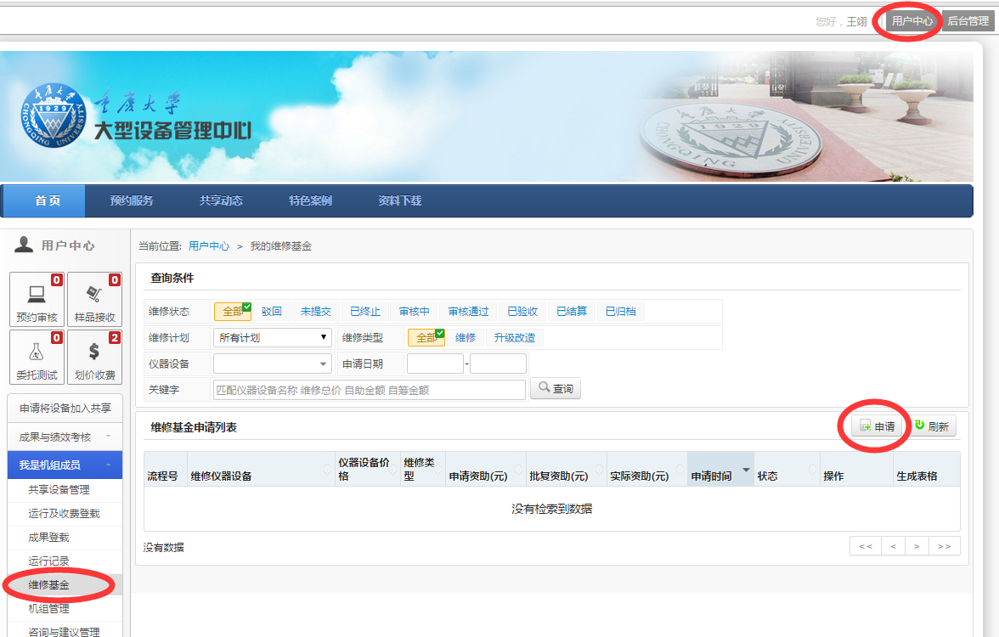 您好，王翊 用户中心 后台管理
重庆大学
大型设备管理中心
CHONGQING UNIVERSITY 1929
CHONGQING UNIVERSITY 1929
首页 预约服务 共享动态 特色案例 资料下载
用户中心
当前位置: 用户中心 > 我的维修基金
0 预约审核
0 样品接收
0 委托测试
2 划价收费
申请将设备加入共享
成果与绩效考核
我是机组成员
共享设备管理
运行及收费登载
成果登载
运行记录
维修基金
机组管理
咨询与建议管理
查询条件
维修状态 全部 驳回 未提交 已终止 审核中 审核通过 已验收 已结算 已归档
维修计划 所有计划 维修类型 全部 维修 升级改造
仪器设备 申请日期 -
关键字 匹配仪器设备名称 维修总价 自助金额 自筹金额 查询
维修基金申请列表 申请 刷新
流程号 维修仪器设备 仪器设备价格 维修类型 申请资助(元) 批复资助(元) 实际资助(元) 申请时间 状态 操作 生成表格
没有检索到数据
没有数据 << < > >>